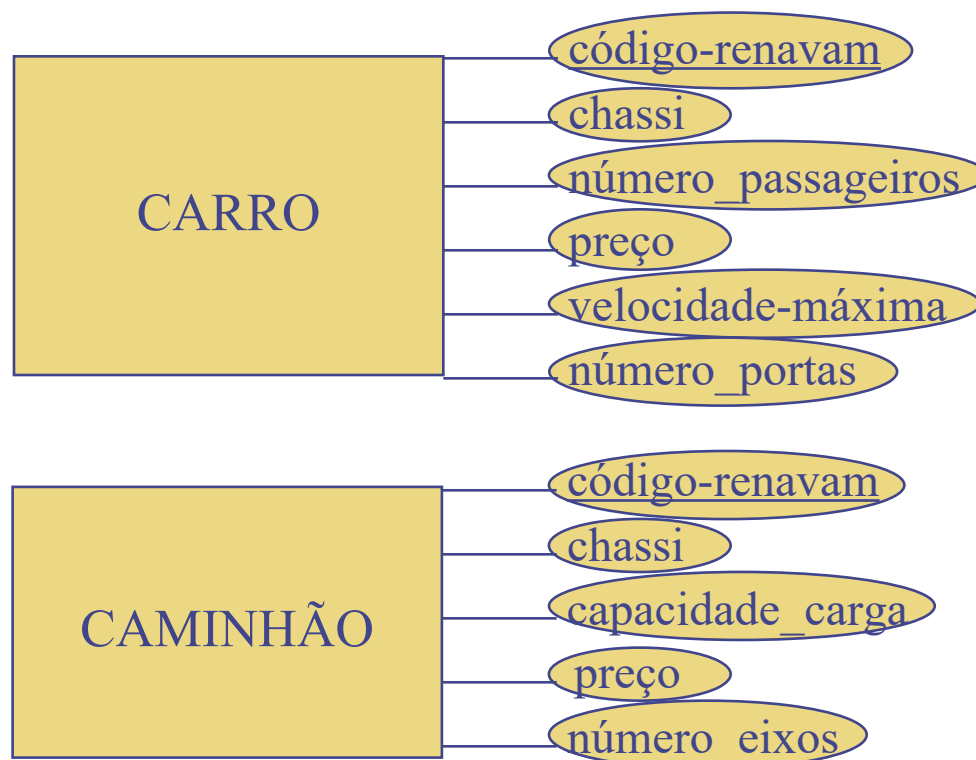 CARRO
código-renavam
chassi
número_passageiros
preço
velocidade-máxima
número_portas
CAMINHÃO
código-renavam
chassi
capacidade_carga
preço
número_eixos